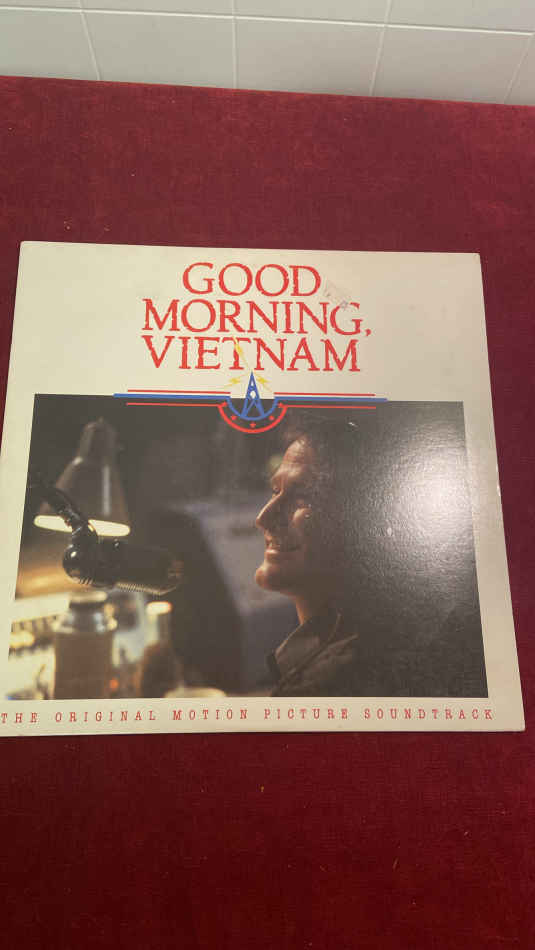 GOOD
MORNING,
VIETNAM
THE ORIGINAL MOTION PICTURE SOUNDTRACK